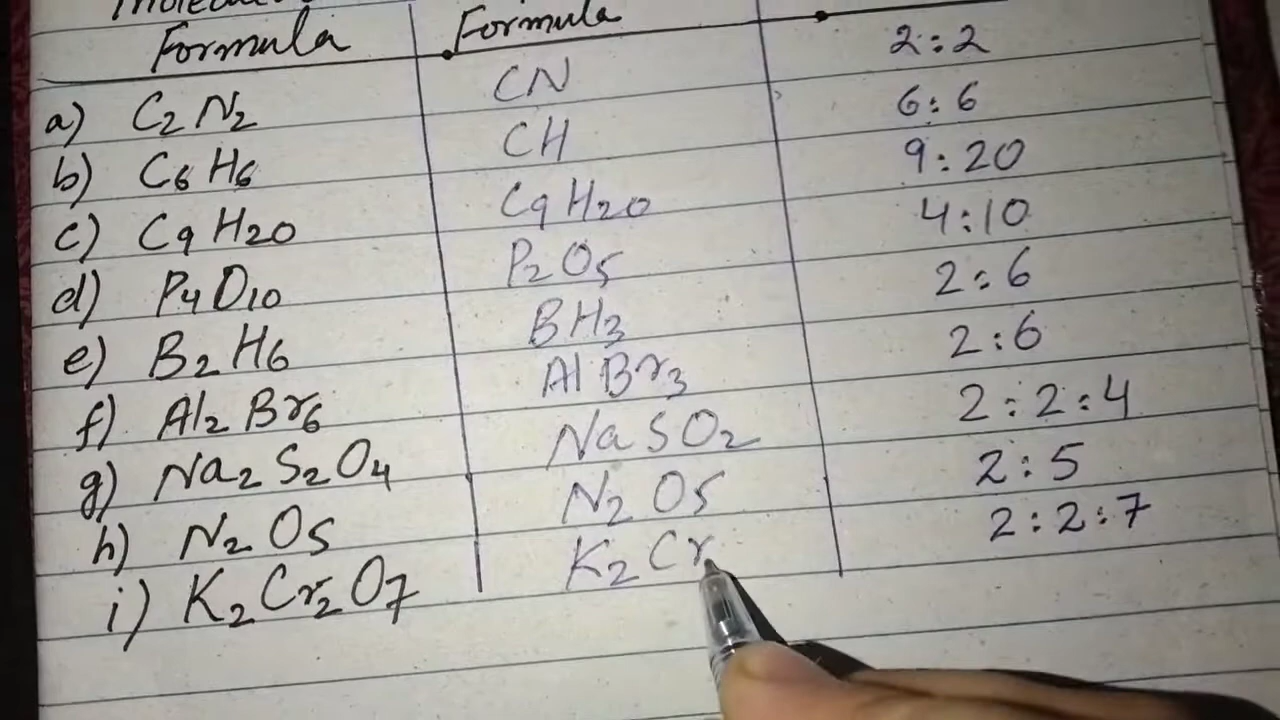 Molecular
Formula Formula
a) C2N2 CN 2:2
b) C6H6 CH 6:6
c) C9H20 C9H20 9:20
d) P4O10 P2O5 4:10
e) B2H6 BH3 2:6
f) Al2Br6 AlBr3 2:6
g) Na2S2O4 NaSO2 2:2:4
h) N2O5 N2O5 2:5
i) K2Cr2O7 K2Cr 2:2:7